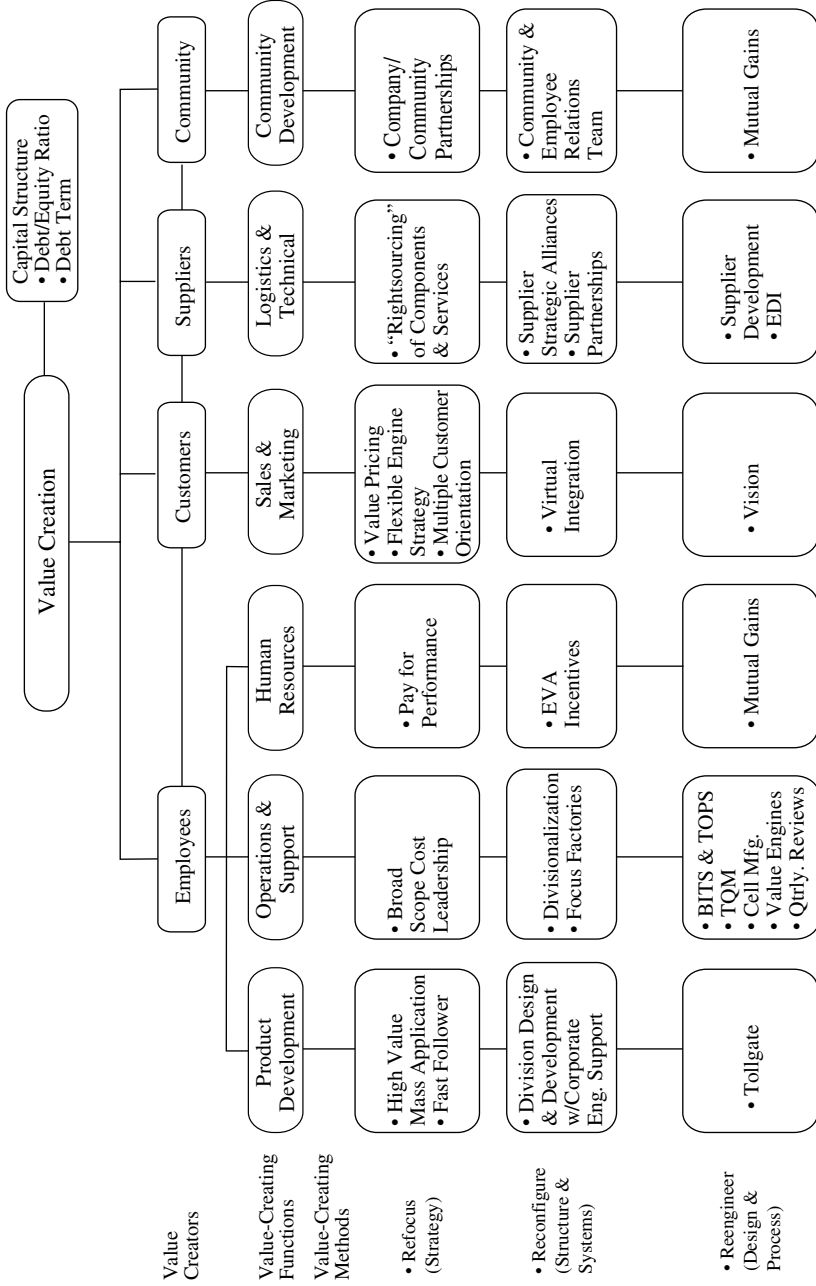 Value Creation
Capital Structure
• Debt/Equity Ratio
• Debt Term
Value
Creators
Employees
Customers
Suppliers
Community
Value-Creating
Functions
Product
Development
Operations &
Support
Human
Resources
Sales &
Marketing
Logistics &
Technical
Community
Development
Value-Creating
Methods
• Refocus
(Strategy)
• High Value
Mass Application
• Fast Follower
• Broad
Scope Cost
Leadership
• Pay for
Performance
• Value Pricing
• Flexible Engine
Strategy
• Multiple Customer
Orientation
• “Rightsourcing”
of Components
& Services
• Company/
Community
Partnerships
• Reconfigure
(Structure &
Systems)
• Division Design
& Development
w/Corporate
Eng. Support
• Divisionalization
• Focus Factories
• EVA
Incentives
• Virtual
Integration
• Supplier
Strategic Alliances
• Supplier
Partnerships
• Community &
Employee
Relations
Team
• Reengineer
(Design &
Process)
• Tollgate
• BITS & TOPS
• TQM
• Cell Mfg.
• Value Engines
• Qtrly. Reviews
• Mutual Gains
• Vision
• Supplier
Development
• EDI
• Mutual Gains